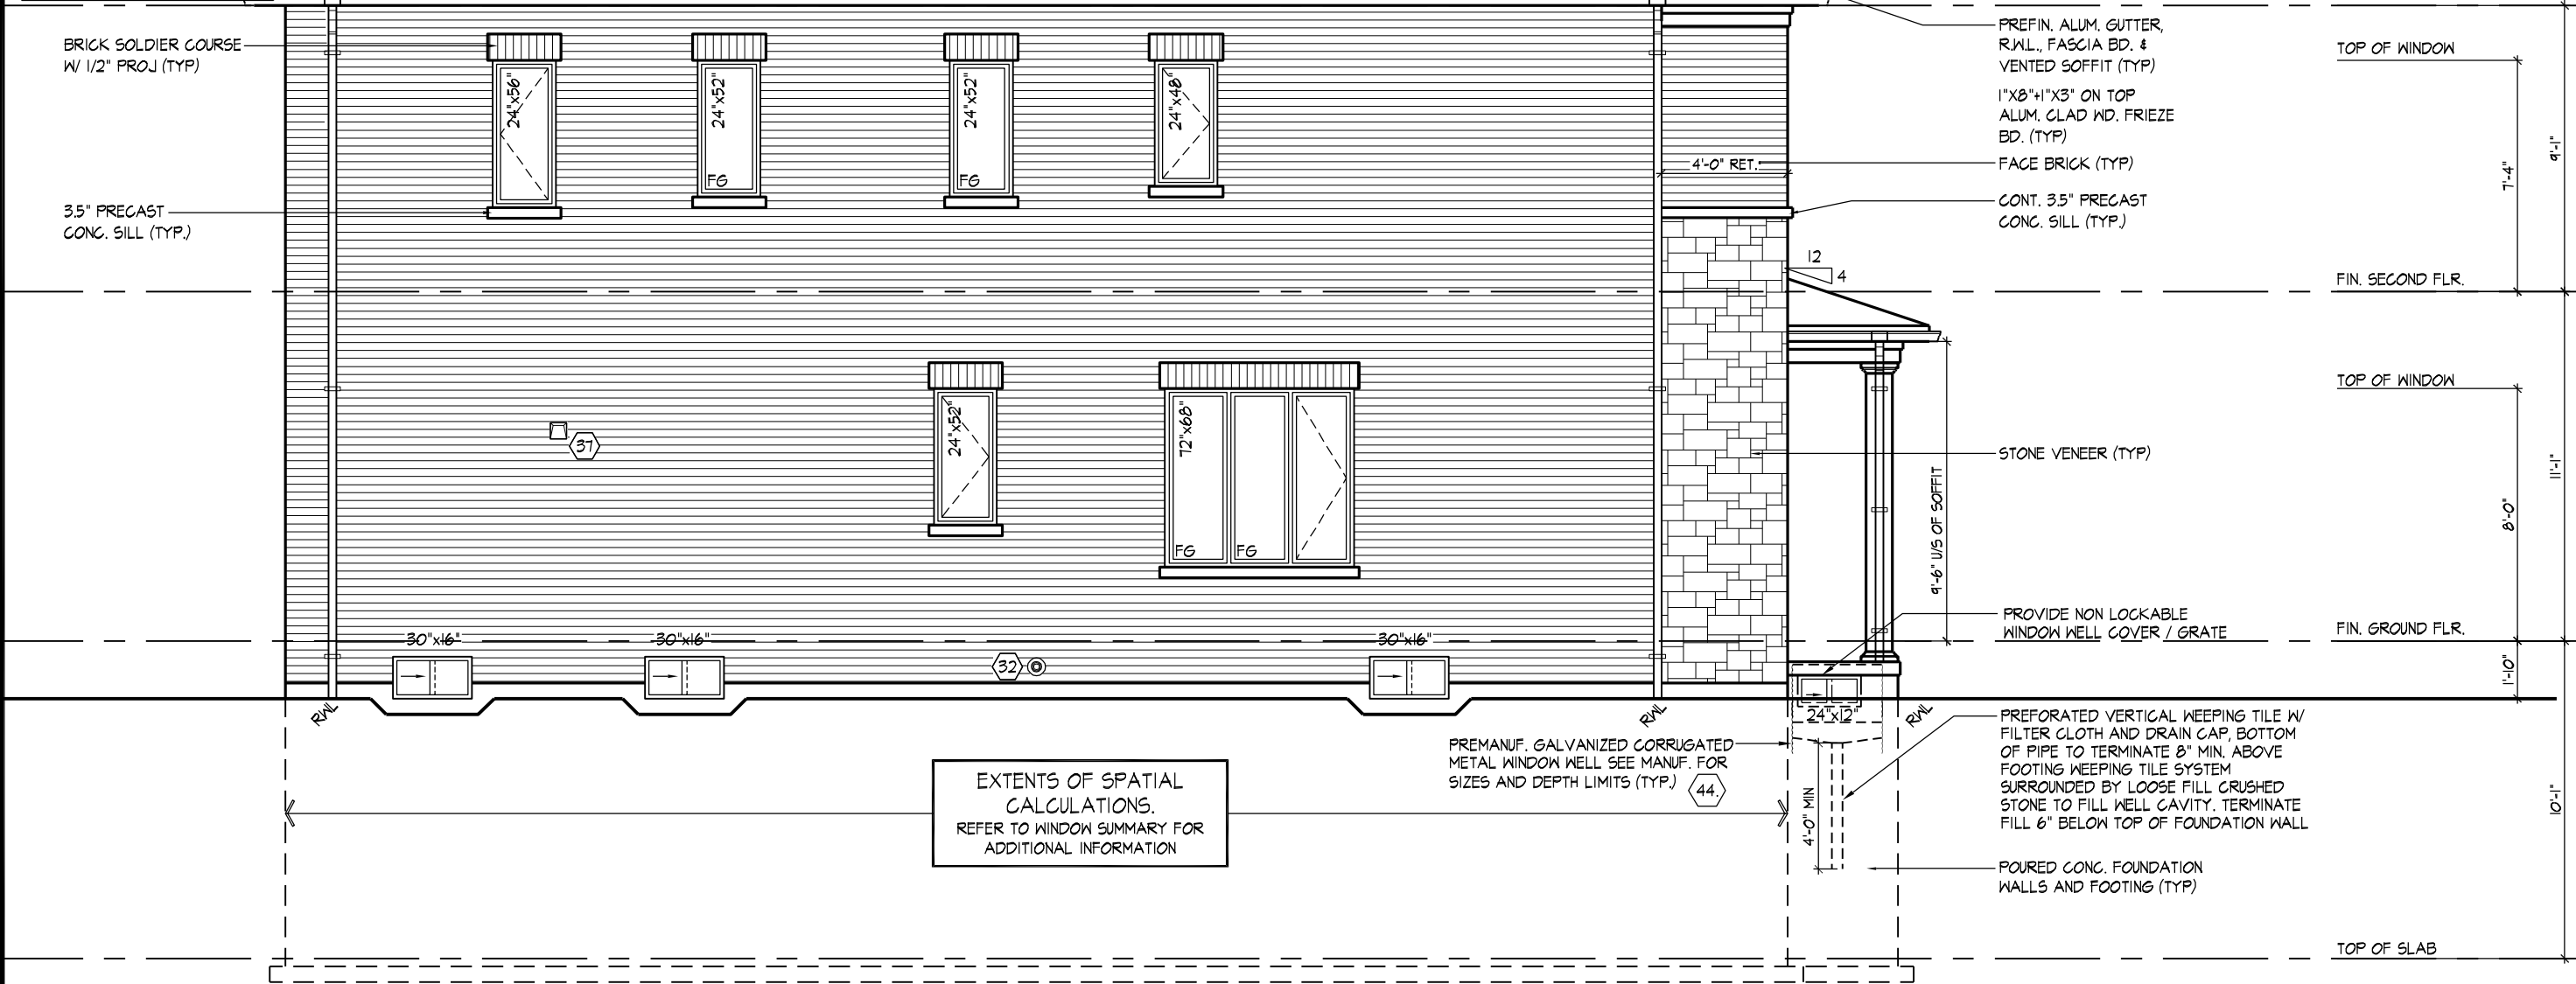 BRICK SOLDIER COURSE
W/ 1/2" PROJ (TYP)
3.5" PRECAST
CONC. SILL (TYP.)
24"x56"
24"x52"
FG
24"x52"
FG
24"x48"
4'-0" RET.
PREFIN. ALUM. GUTTER,
R.W.L., FASCIA BD. &
VENTED SOFFIT (TYP)
1"X8"+1"X3" ON TOP
ALUM. CLAD WD. FRIEZE
BD. (TYP)
FACE BRICK (TYP)
CONT. 3.5" PRECAST
CONC. SILL (TYP.)
12
4
TOP OF WINDOW
7'-4"
9'-1"
FIN. SECOND FLR.
37
24"x52"
72"x68"
FG
FG
9'-6" U/S OF SOFFIT
STONE VENEER (TYP)
TOP OF WINDOW
8'-0"
11'-1"
PROVIDE NON LOCKABLE
WINDOW WELL COVER / GRATE
FIN. GROUND FLR.
1'-10"
30"x16"
30"x16"
32
30"x16"
24"x12"
RWL
RWL
RWL
EXTENTS OF SPATIAL
CALCULATIONS.
REFER TO WINDOW SUMMARY FOR
ADDITIONAL INFORMATION
PREMANUF. GALVANIZED CORRUGATED
METAL WINDOW WELL SEE MANUF. FOR
SIZES AND DEPTH LIMITS (TYP.)
44.
4'-0" MIN
PREFORATED VERTICAL WEEPING TILE W/
FILTER CLOTH AND DRAIN CAP, BOTTOM
OF PIPE TO TERMINATE 8" MIN. ABOVE
FOOTING WEEPING TILE SYSTEM
SURROUNDED BY LOOSE FILL CRUSHED
STONE TO FILL WELL CAVITY. TERMINATE
FILL 6" BELOW TOP OF FOUNDATION WALL
POURED CONC. FOUNDATION
WALLS AND FOOTING (TYP)
10'-1"
TOP OF SLAB